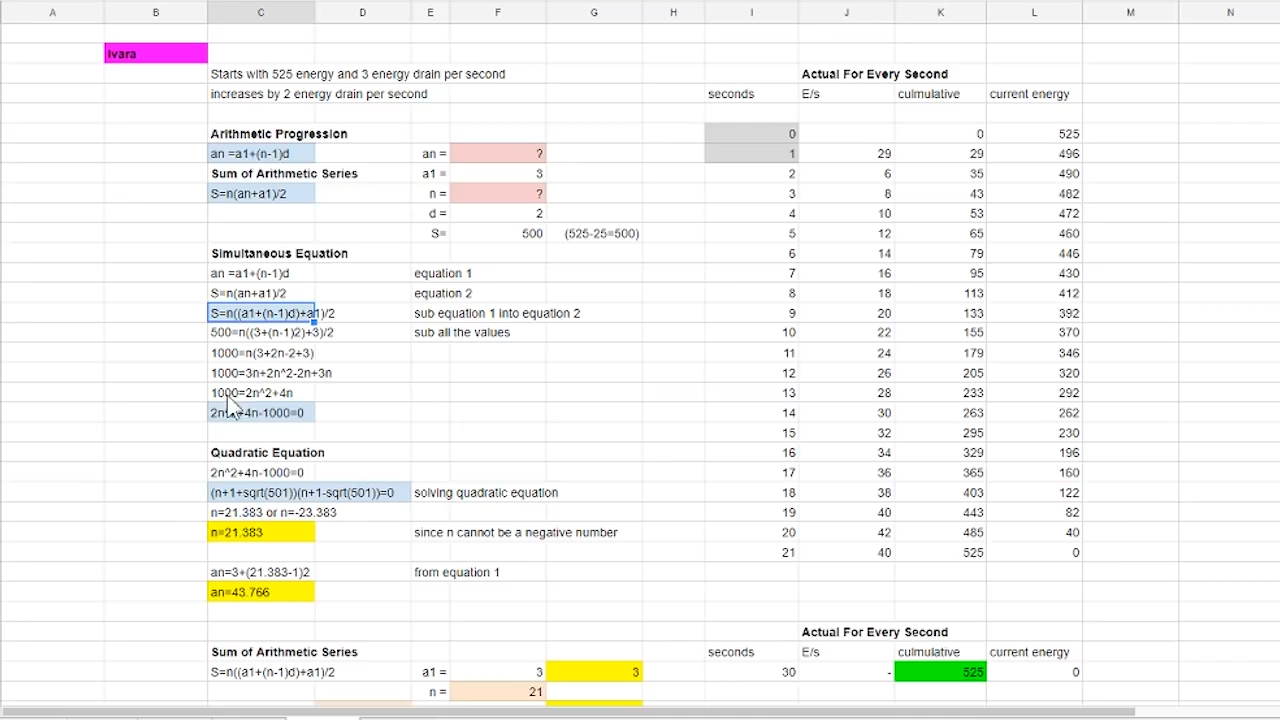 A B C D E F G H I J K L M N
Ivara
Starts with 525 energy and 3 energy drain per second Actual For Every Second
increases by 2 energy drain per second seconds E/s culmulative current energy
Arithmetic Progression 0 0 525
an =a1+(n-1)d an = ? 1 29 29 496
Sum of Arithmetic Series a1 = 3 2 6 35 490
S=n(an+a1)/2 n = ? 3 8 43 482
d = 2 4 10 53 472
S= 500 (525-25=500) 5 12 65 460
Simultaneous Equation 6 14 79 446
an =a1+(n-1)d equation 1 7 16 95 430
S=n(an+a1)/2 equation 2 8 18 113 412
S=n((a1+(n-1)d)+a1)/2 sub equation 1 into equation 2 9 20 133 392
500=n((3+(n-1)2)+3)/2 sub all the values 10 22 155 370
1000=n(3+2n-2+3) 11 24 179 346
1000=3n+2n^2-2n+3n 12 26 205 320
1000=2n^2+4n 13 28 233 292
2n^2+4n-1000=0 14 30 263 262
15 32 295 230
Quadratic Equation 16 34 329 196
2n^2+4n-1000=0 17 36 365 160
(n+1+sqrt(501))(n+1-sqrt(501))=0 solving quadratic equation 18 38 403 122
n=21.383 or n=-23.383 19 40 443 82
n=21.383 since n cannot be a negative number 20 42 485 40
21 40 525 0
an=3+(21.383-1)2 from equation 1
an=43.766
Actual For Every Second
Sum of Arithmetic Series seconds E/s culmulative current energy
S=n((a1+(n-1)d)+a1)/2 a1 = 3 3 30 - 525 0
n = 21